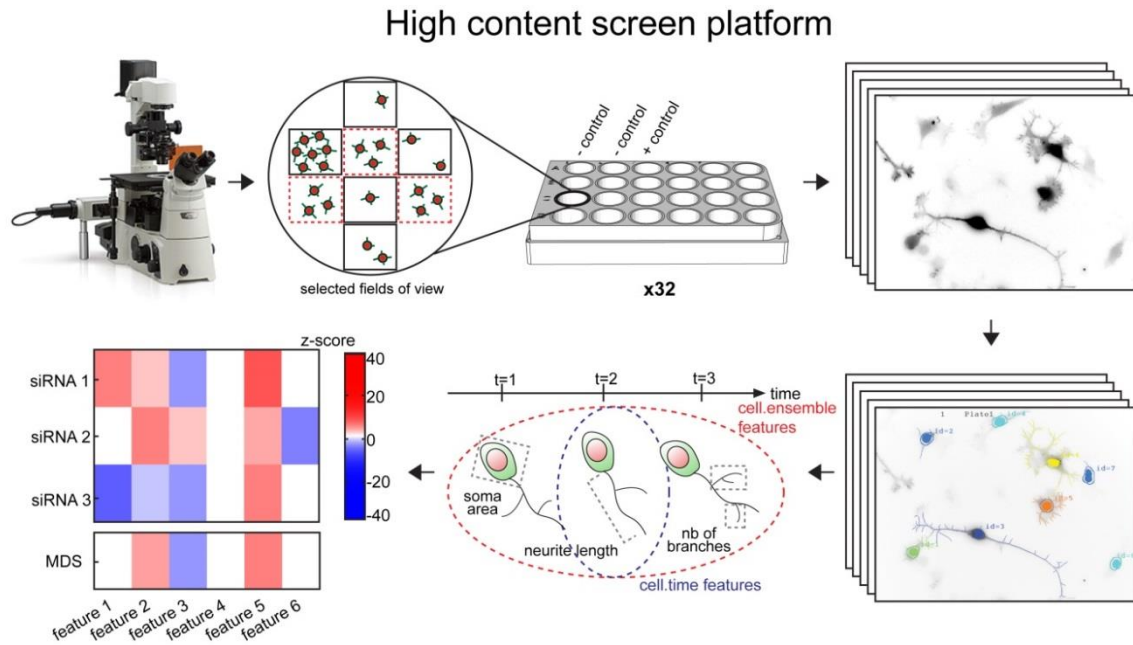 High content screen platform
- control
- control
+ control
selected fields of view
x32
1 Plate1
id=2
id=7
id=5
id=3
t=1
t=2
t=3
time
cell.ensemble
features
soma
area
neurite length
nb of
branches
cell.time features
z-score
40
20
0
-20
-40
siRNA 1
siRNA 2
siRNA 3
MDS
feature 1
feature 2
feature 3
feature 4
feature 5
feature 6